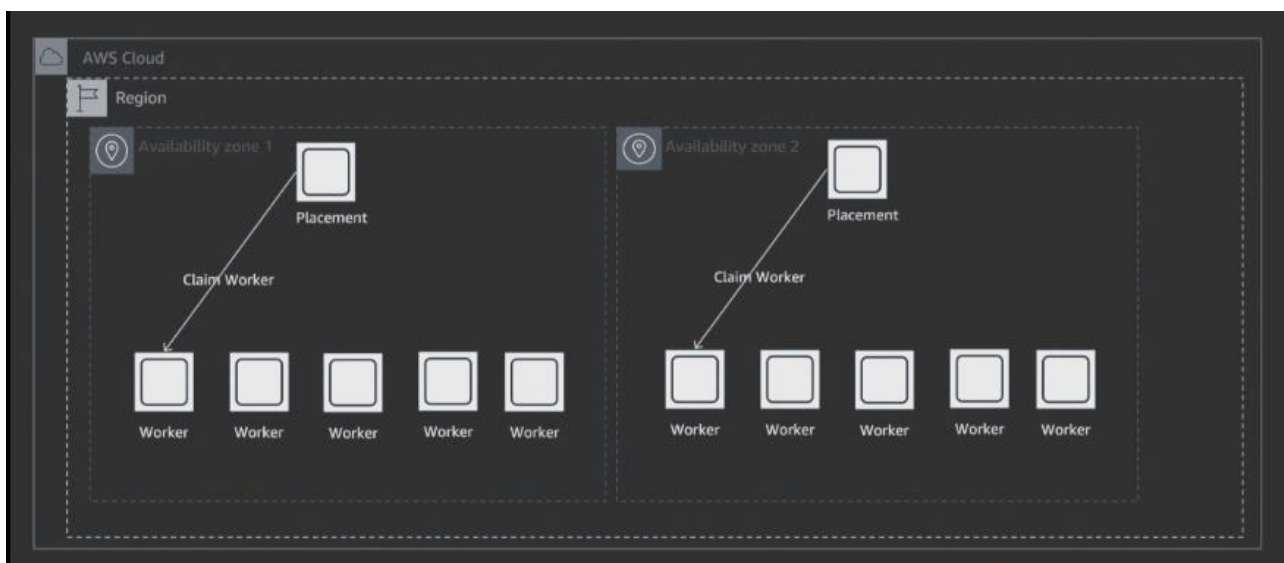 AWS Cloud
Region
Availability zone 1
Placement
Claim Worker
Worker Worker Worker Worker Worker
Availability zone 2
Placement
Claim Worker
Worker Worker Worker Worker Worker